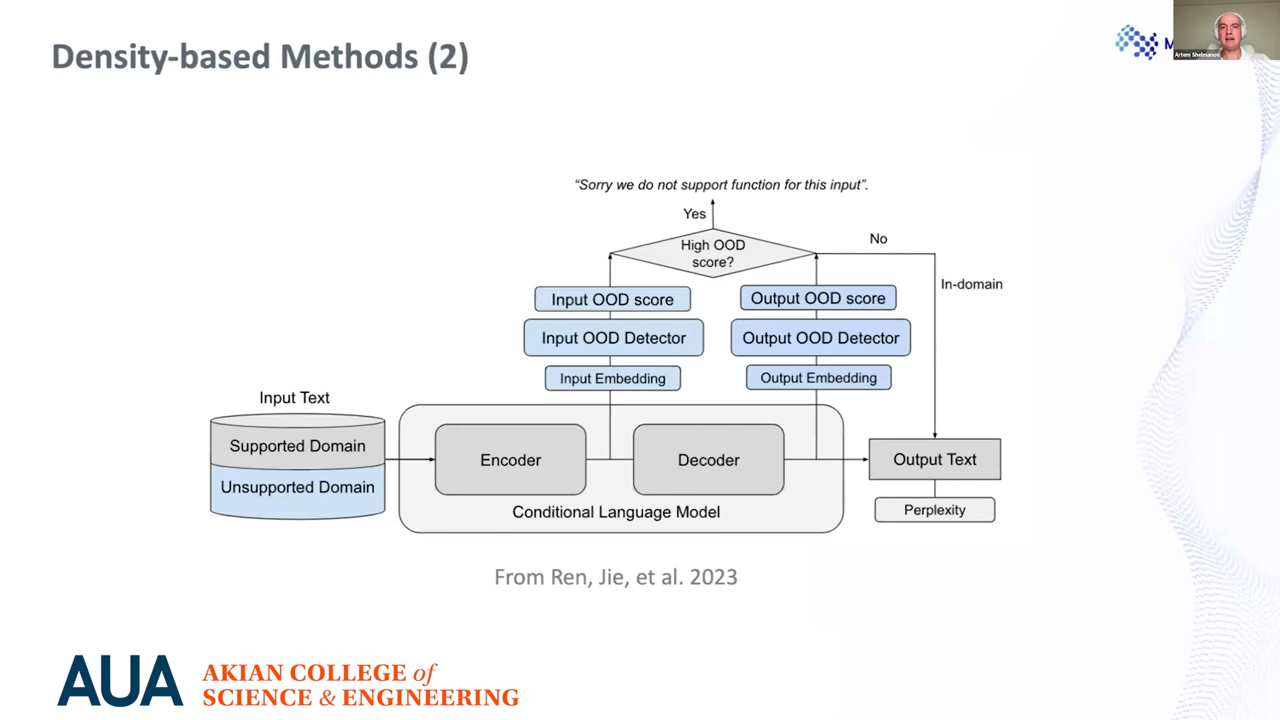 Density-based Methods (2)
M
Artem Shelmanov
“Sorry we do not support function for this input”.
Yes
High OOD
score?
No
In-domain
Input OOD score
Output OOD score
Input OOD Detector
Output OOD Detector
Input Embedding
Output Embedding
Input Text
Supported Domain
Unsupported Domain
Encoder
Decoder
Conditional Language Model
Output Text
Perplexity
From Ren, Jie, et al. 2023
AUA
AKIAN COLLEGE of
SCIENCE & ENGINEERING